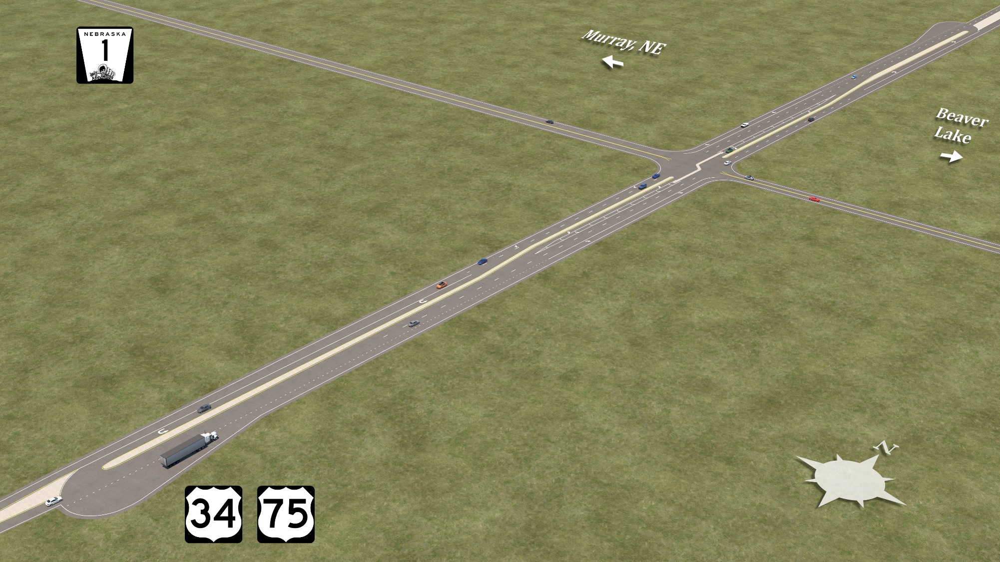 NEBRASKA
1
Murray, NE
Beaver
Lake
N
34
75